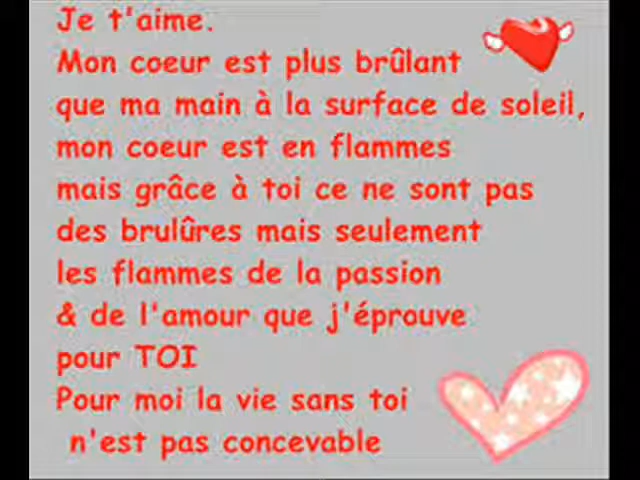 Je t'aime.
Mon coeur est plus brûlant
que ma main à la surface de soleil,
mon coeur est en flammes
mais grâce à toi ce ne sont pas
des brulûres mais seulement
les flammes de la passion
& de l'amour que j'éprouve
pour TOI
Pour moi la vie sans toi
n'est pas concevable